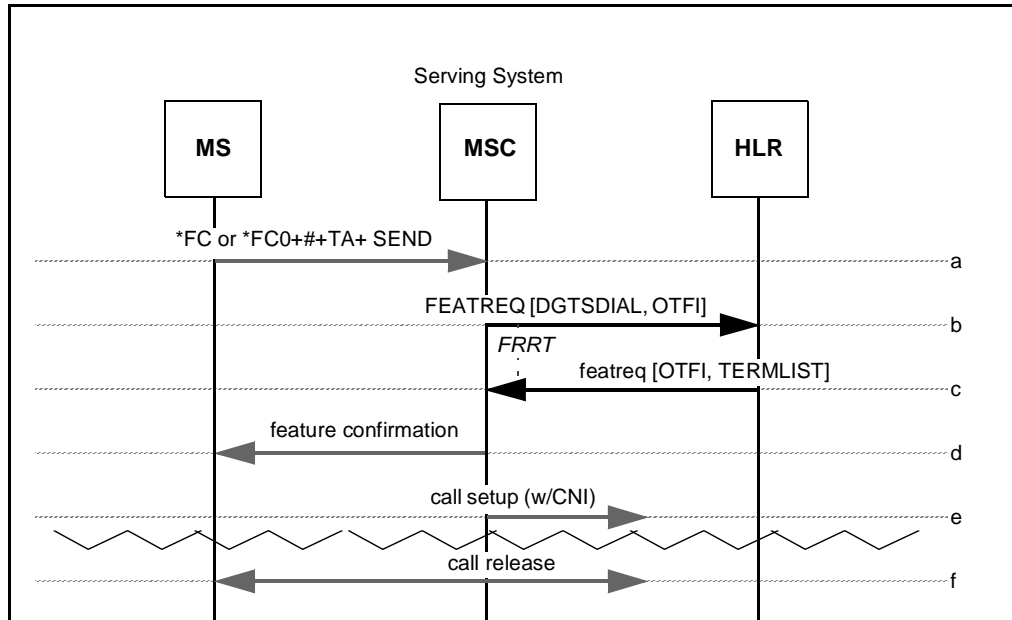 Serving System
MS MSC HLR
*FC or *FC0+#+TA+ SEND
a
FEATREQ [DGTSDIAL, OTFI]
b
FRRT
featreq [OTFI, TERMLIST]
c
feature confirmation
d
call setup (w/CNI)
e
call release
f